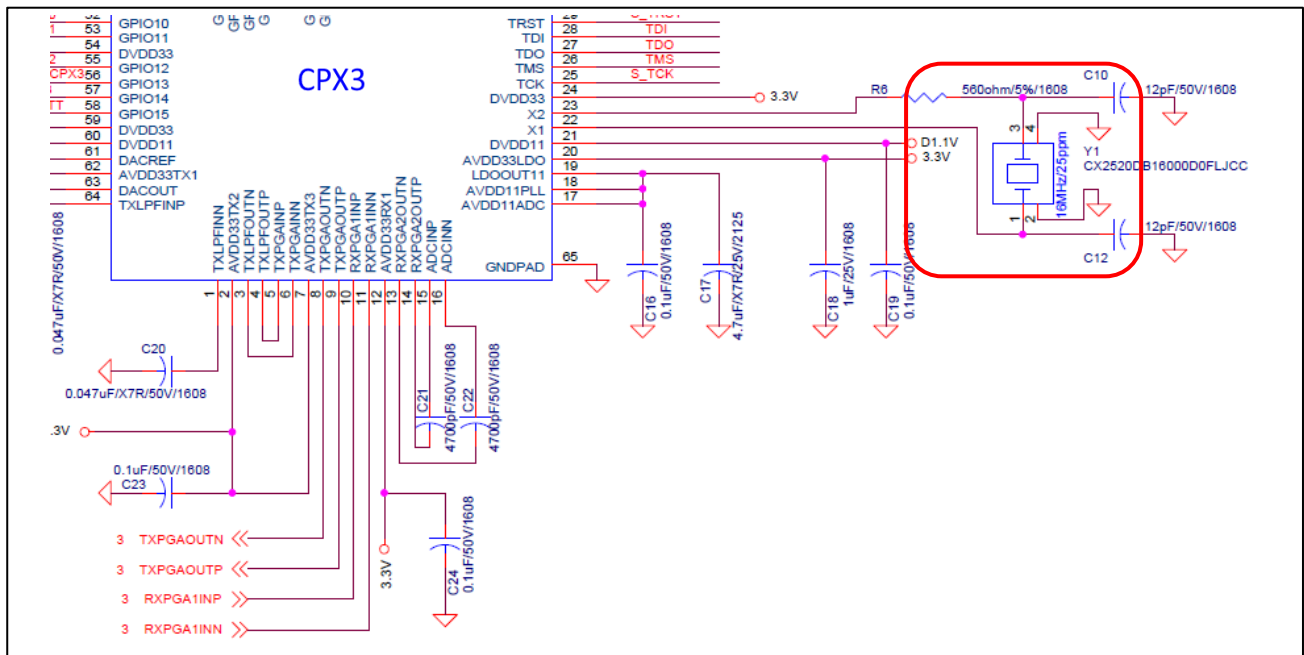 52
53
54
55
CPX3 56
57
TT 58
59
60
61
62
63
64
GPIO10
GPIO11
DVDD33
GPIO12
GPIO13
GPIO14
GPIO15
DVDD33
DVDD11
DACREF
AVDD33TX1
DACOUT
TXLPFINP
CPX3
TRST
TDI
TDO
TMS
TCK
DVDD33
X2
X1
DVDD11
AVDD33LDO
LDOOUT11
AVDD11PLL
AVDD11ADC
GNDPAD
29
28
27
26
25
24
23
22
21
20
19
18
17
65
S_TRST
TDI
TDO
TMS
S_TCK
3.3V
D1.1V
3.3V
R6
560ohm/5%/1608
C10
12pF/50V/1608
3
4
1
2
16MHz/25ppm
Y1
CX2520DB16000D0FLJCC
12pF/50V/1608
C12
TXLPFINN
AVDD33TX2
TXLPFOUTN
TXLPFOUTP
TXPGAINP
TXPGAINN
AVDD33TX3
TXPGAOUTN
TXPGAOUTP
RXPGA1INP
RXPGA1INN
AVDD33RX1
RXPGA2OUTN
RXPGA2OUTP
ADCINP
ADCINN
1
2
3
4
5
6
7
8
9
10
11
12
13
14
15
16
0.047uF/X7R/50V/1608
C16
0.1uF/50V/1608
C17
4.7uF/X7R/25V/2125
C18
1uF/25V/1608
C19
0.1uF/50V/1608
C20
0.047uF/X7R/50V/1608
C21
4700pF/50V/1608
C22
4700pF/50V/1608
.3V
0.1uF/50V/1608
C23
3.3V
C24
0.1uF/50V/1608
3 TXPGAOUTN
3 TXPGAOUTP
3 RXPGA1INP
3 RXPGA1INN